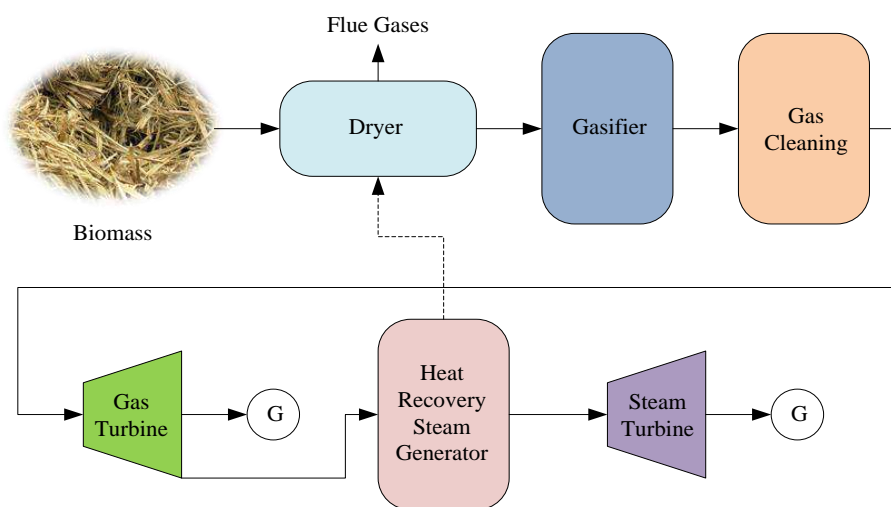 Flue Gases
Dryer
Gasifier
Gas
Cleaning
Biomass
Gas
Turbine
G
Heat
Recovery
Steam
Generator
Steam
Turbine
G